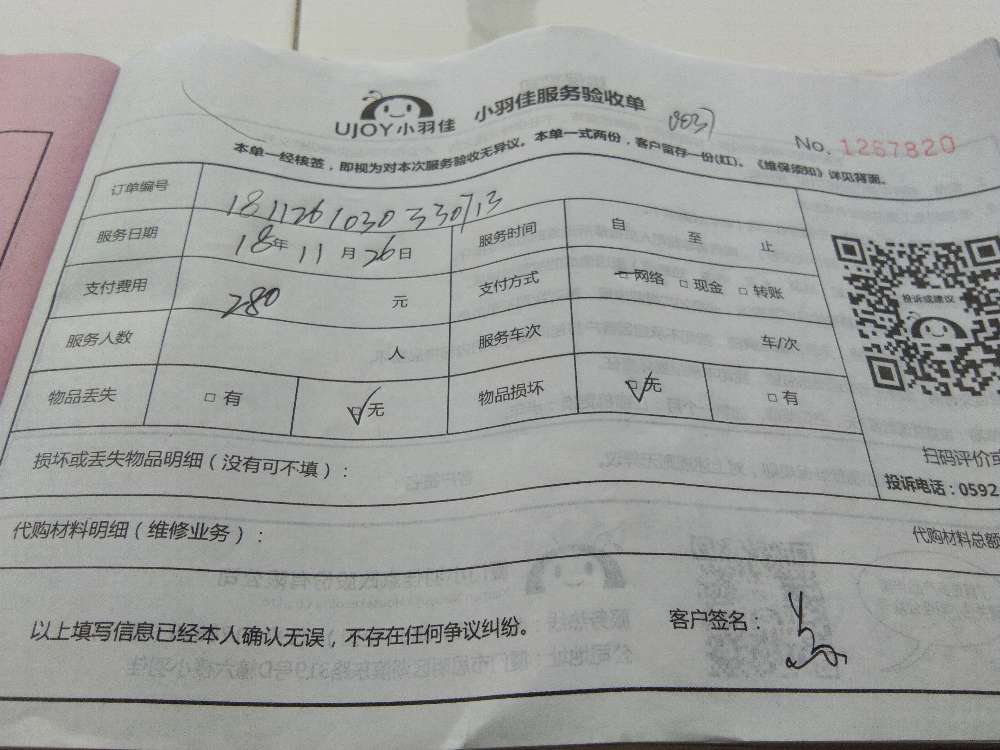 UJOY小羽佳 小羽佳服务验收单
No. 1267820
本单一经核签，即视为对本次服务验收无异议。本单一式两份，客户留存一份(红)。《维保须知》详见背面。
订单编号 1811261030330713
服务日期 18年11月26日 服务时间 自 至 止
支付费用 280 元 支付方式 □网络 □现金 □转账
服务人数 人 服务车次 车/次
物品丢失 □有 □无 物品损坏 □无 □有
投诉或建议
扫码评价或
投诉电话：0592
损坏或丢失物品明细（没有可不填）：
代购材料明细（维修业务）： 代购材料总额
以上填写信息已经本人确认无误，不存在任何争议纠纷。 客户签名：